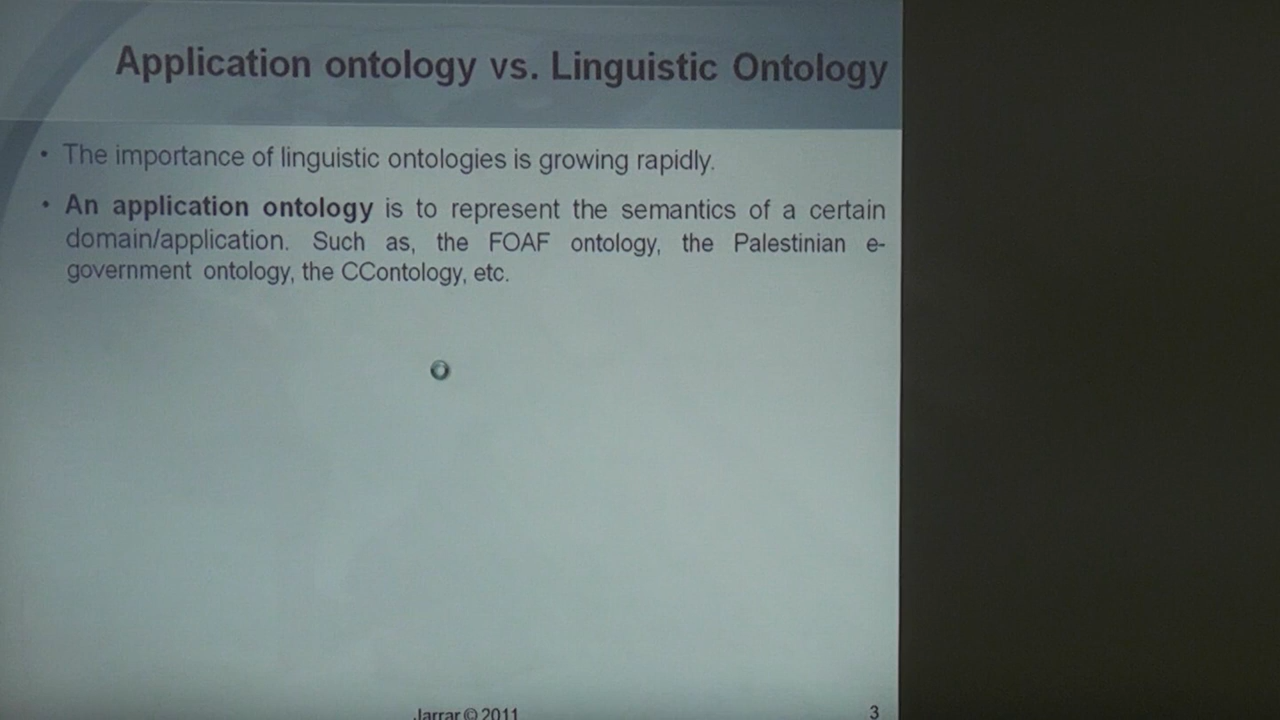 Application ontology vs. Linguistic Ontology
• The importance of linguistic ontologies is growing rapidly.
• An application ontology is to represent the semantics of a certain
domain/application. Such as, the FOAF ontology, the Palestinian e-
government ontology, the CContology, etc.
Jarrar © 2011
3